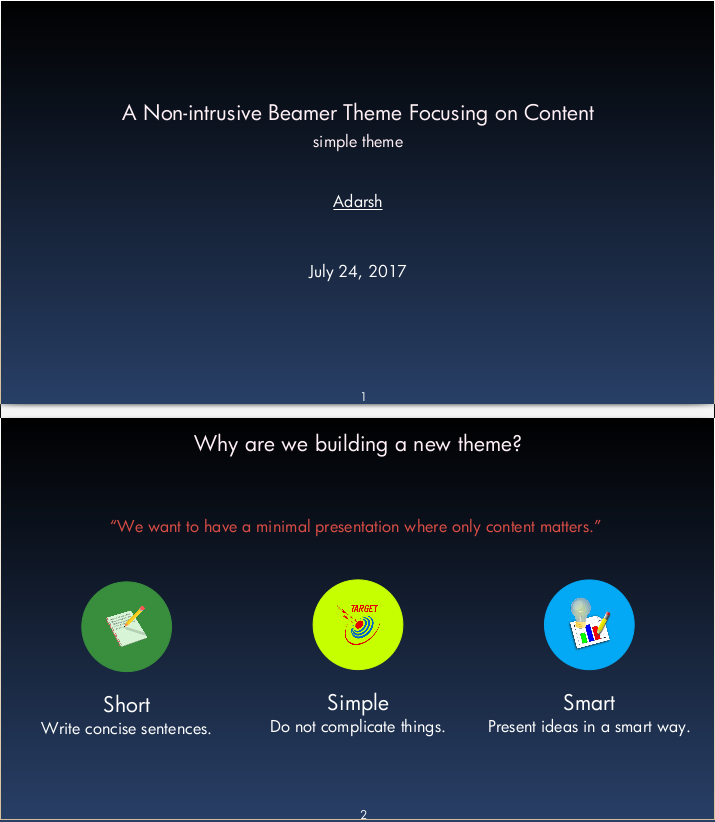 A Non-intrusive Beamer Theme Focusing on Content
simple theme
Adarsh
July 24, 2017
1
Why are we building a new theme?
“We want to have a minimal presentation where only content matters.”
TARGET
Short
Simple
Smart
Write concise sentences.
Do not complicate things.
Present ideas in a smart way.
2